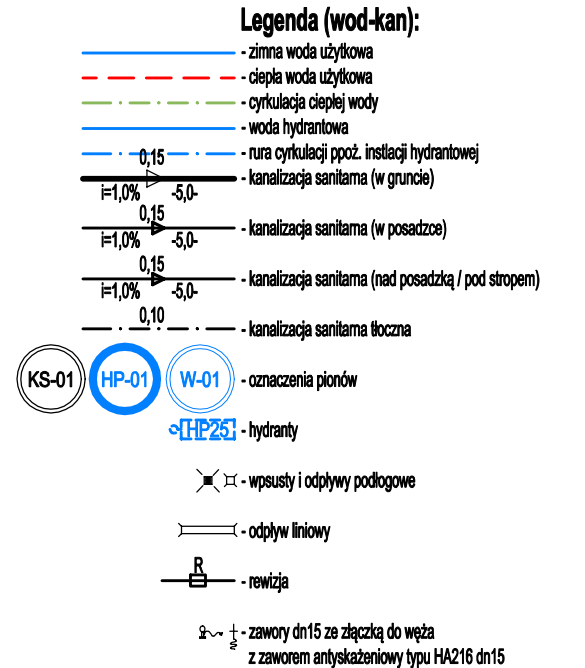 Legenda (wod-kan):
- zimna woda użytkowa
- ciepła woda użytkowa
- cyrkulacja ciepłej wody
- woda hydrantowa
- rura cyrkulacji ppoż. instlacji hydrantowej
0,15
- kanalizacja sanitarna (w gruncie)
i=1,0% -5,0-
0,15
- kanalizacja sanitarna (w posadzce)
i=1,0% -5,0-
0,15
- kanalizacja sanitarna (nad posadzką / pod stropem)
i=1,0% -5,0-
0,10
- kanalizacja sanitarna tłoczna
KS-01 HP-01 W-01 - oznaczenia pionów
HP25 - hydranty
- wpsusty i odpływy podłogowe
- odpływ liniowy
R
- rewizja
- zawory dn15 ze złączką do węża
z zaworem antyskażeniowy typu HA216 dn15